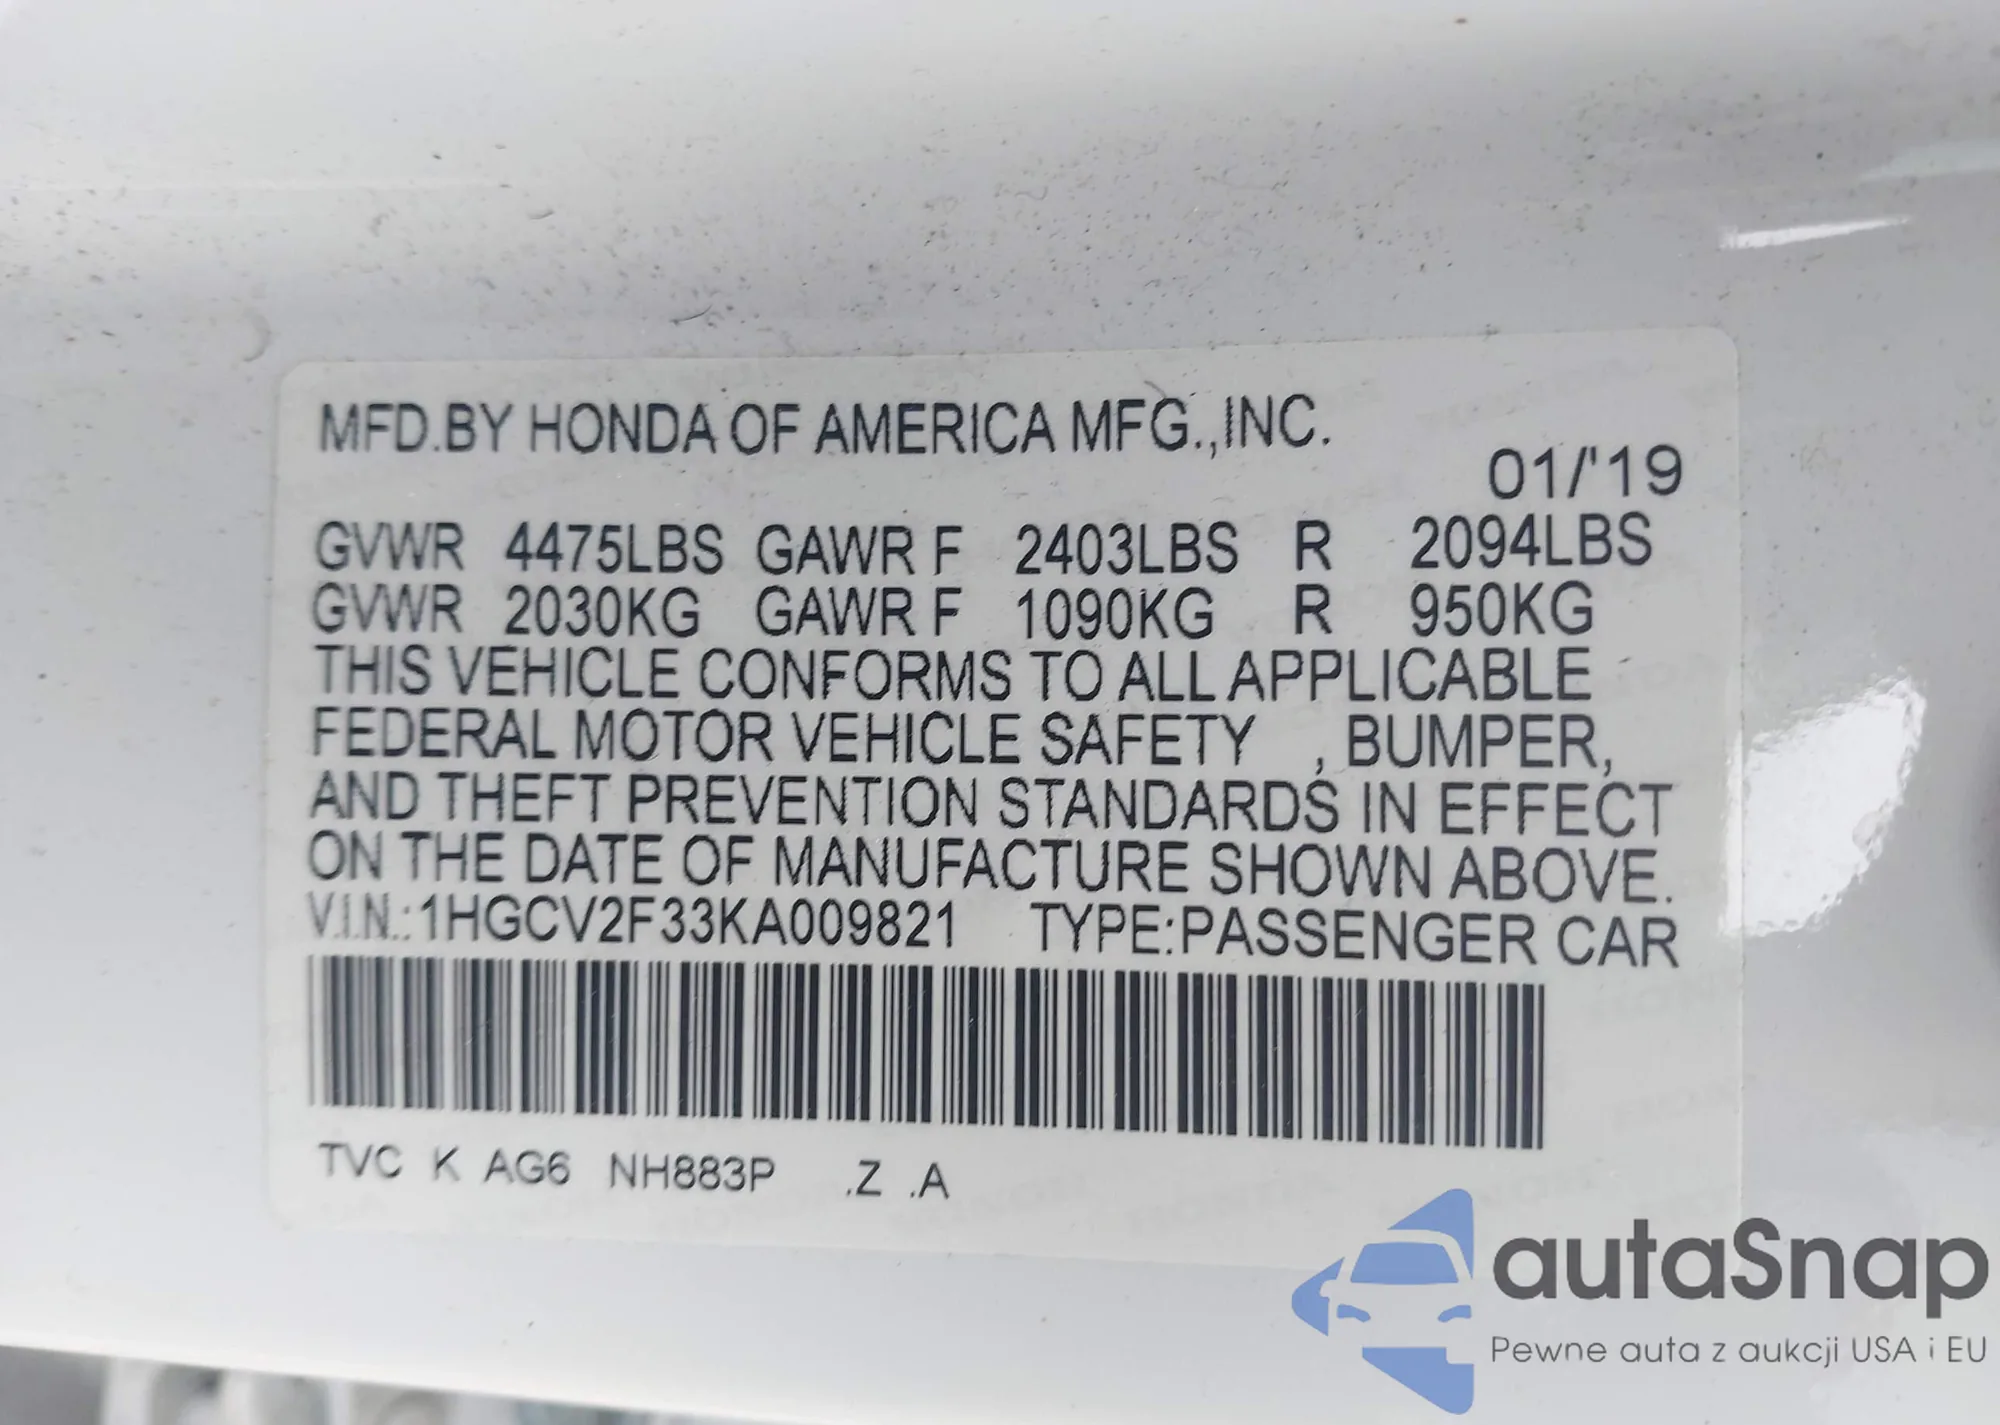 MFD.BY HONDA OF AMERICA MFG.,INC.
01/'19
GVWR 4475LBS GAWR F 2403LBS R 2094LBS
GVWR 2030KG GAWR F 1090KG R 950KG
THIS VEHICLE CONFORMS TO ALL APPLICABLE
FEDERAL MOTOR VEHICLE SAFETY , BUMPER,
AND THEFT PREVENTION STANDARDS IN EFFECT
ON THE DATE OF MANUFACTURE SHOWN ABOVE.
V.I.N.:1HGCV2F33KA009821 TYPE:PASSENGER CAR
TVC K AG6 NH883P .Z .A
autaSnap
Pewne auta z aukcji USA i EU